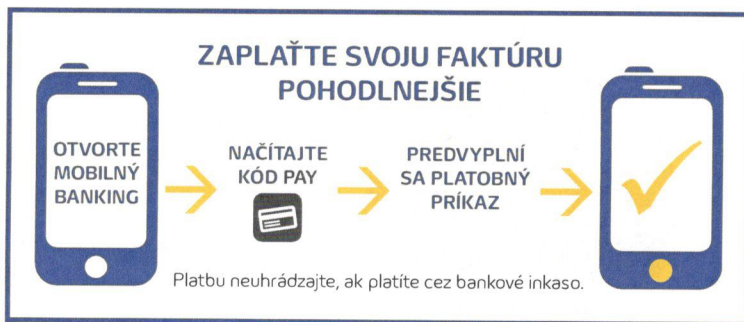 ZAPLAŤTE SVOJU FAKTÚRU
POHODLNEJŠIE
OTVORTE
MOBILNÝ
BANKING
NAČÍTAJTE
KÓD PAY
PREDVYPLNÍ
SA PLATOBNÝ
PRÍKAZ
Platbu neuhrádzajte, ak platíte cez bankové inkaso.